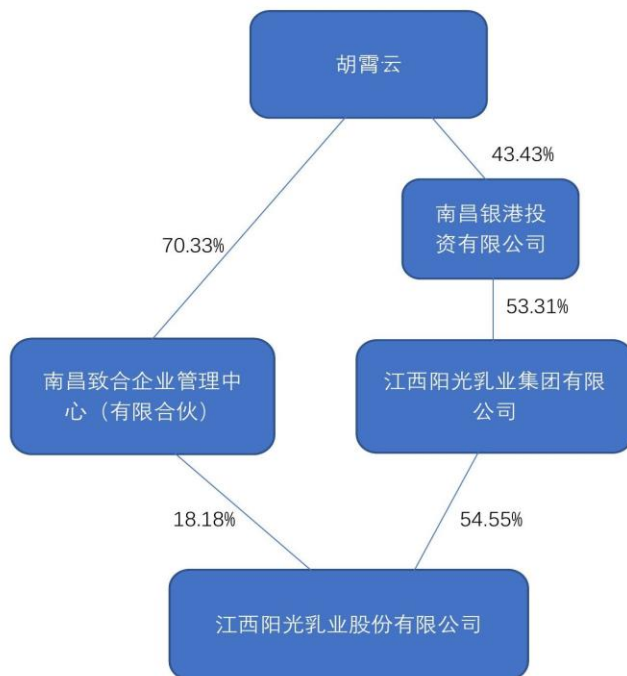 胡霄云
43.43%
南昌银港投
资有限公司
70.33%
53.31%
南昌致合企业管理中
心（有限合伙）
江西阳光乳业集团有限
公司
18.18%
54.55%
江西阳光乳业股份有限公司